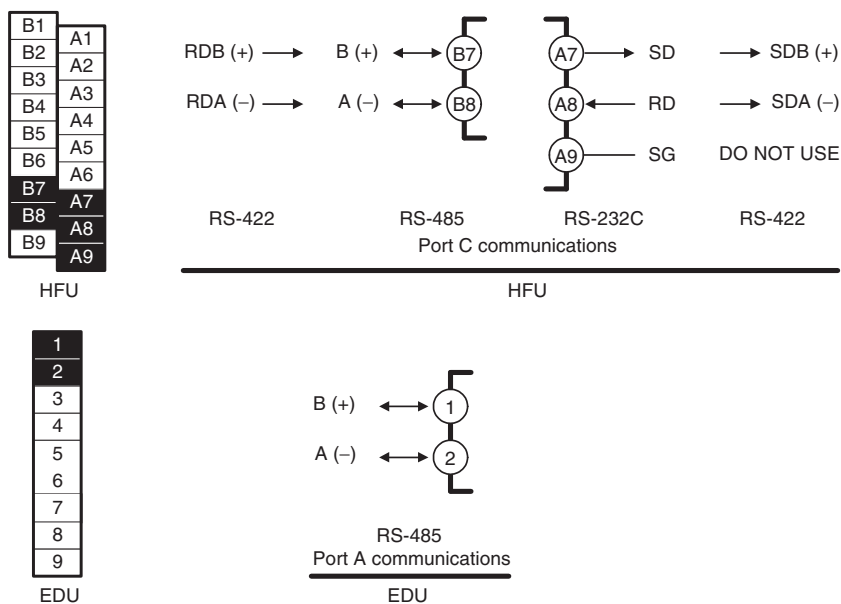 B1
B2
B3
B4
B5
B6
B7
B8
B9
A1
A2
A3
A4
A5
A6
A7
A8
A9
HFU
RDB (+) B (+) B7 A7 SD SDB (+)
RDA (−) A (−) B8 A8 RD SDA (−)
A9 SG DO NOT USE
RS-422 RS-485 RS-232C RS-422
Port C communications
HFU
1
2
3
4
5
6
7
8
9
EDU
B (+) 1
A (−) 2
RS-485
Port A communications
EDU